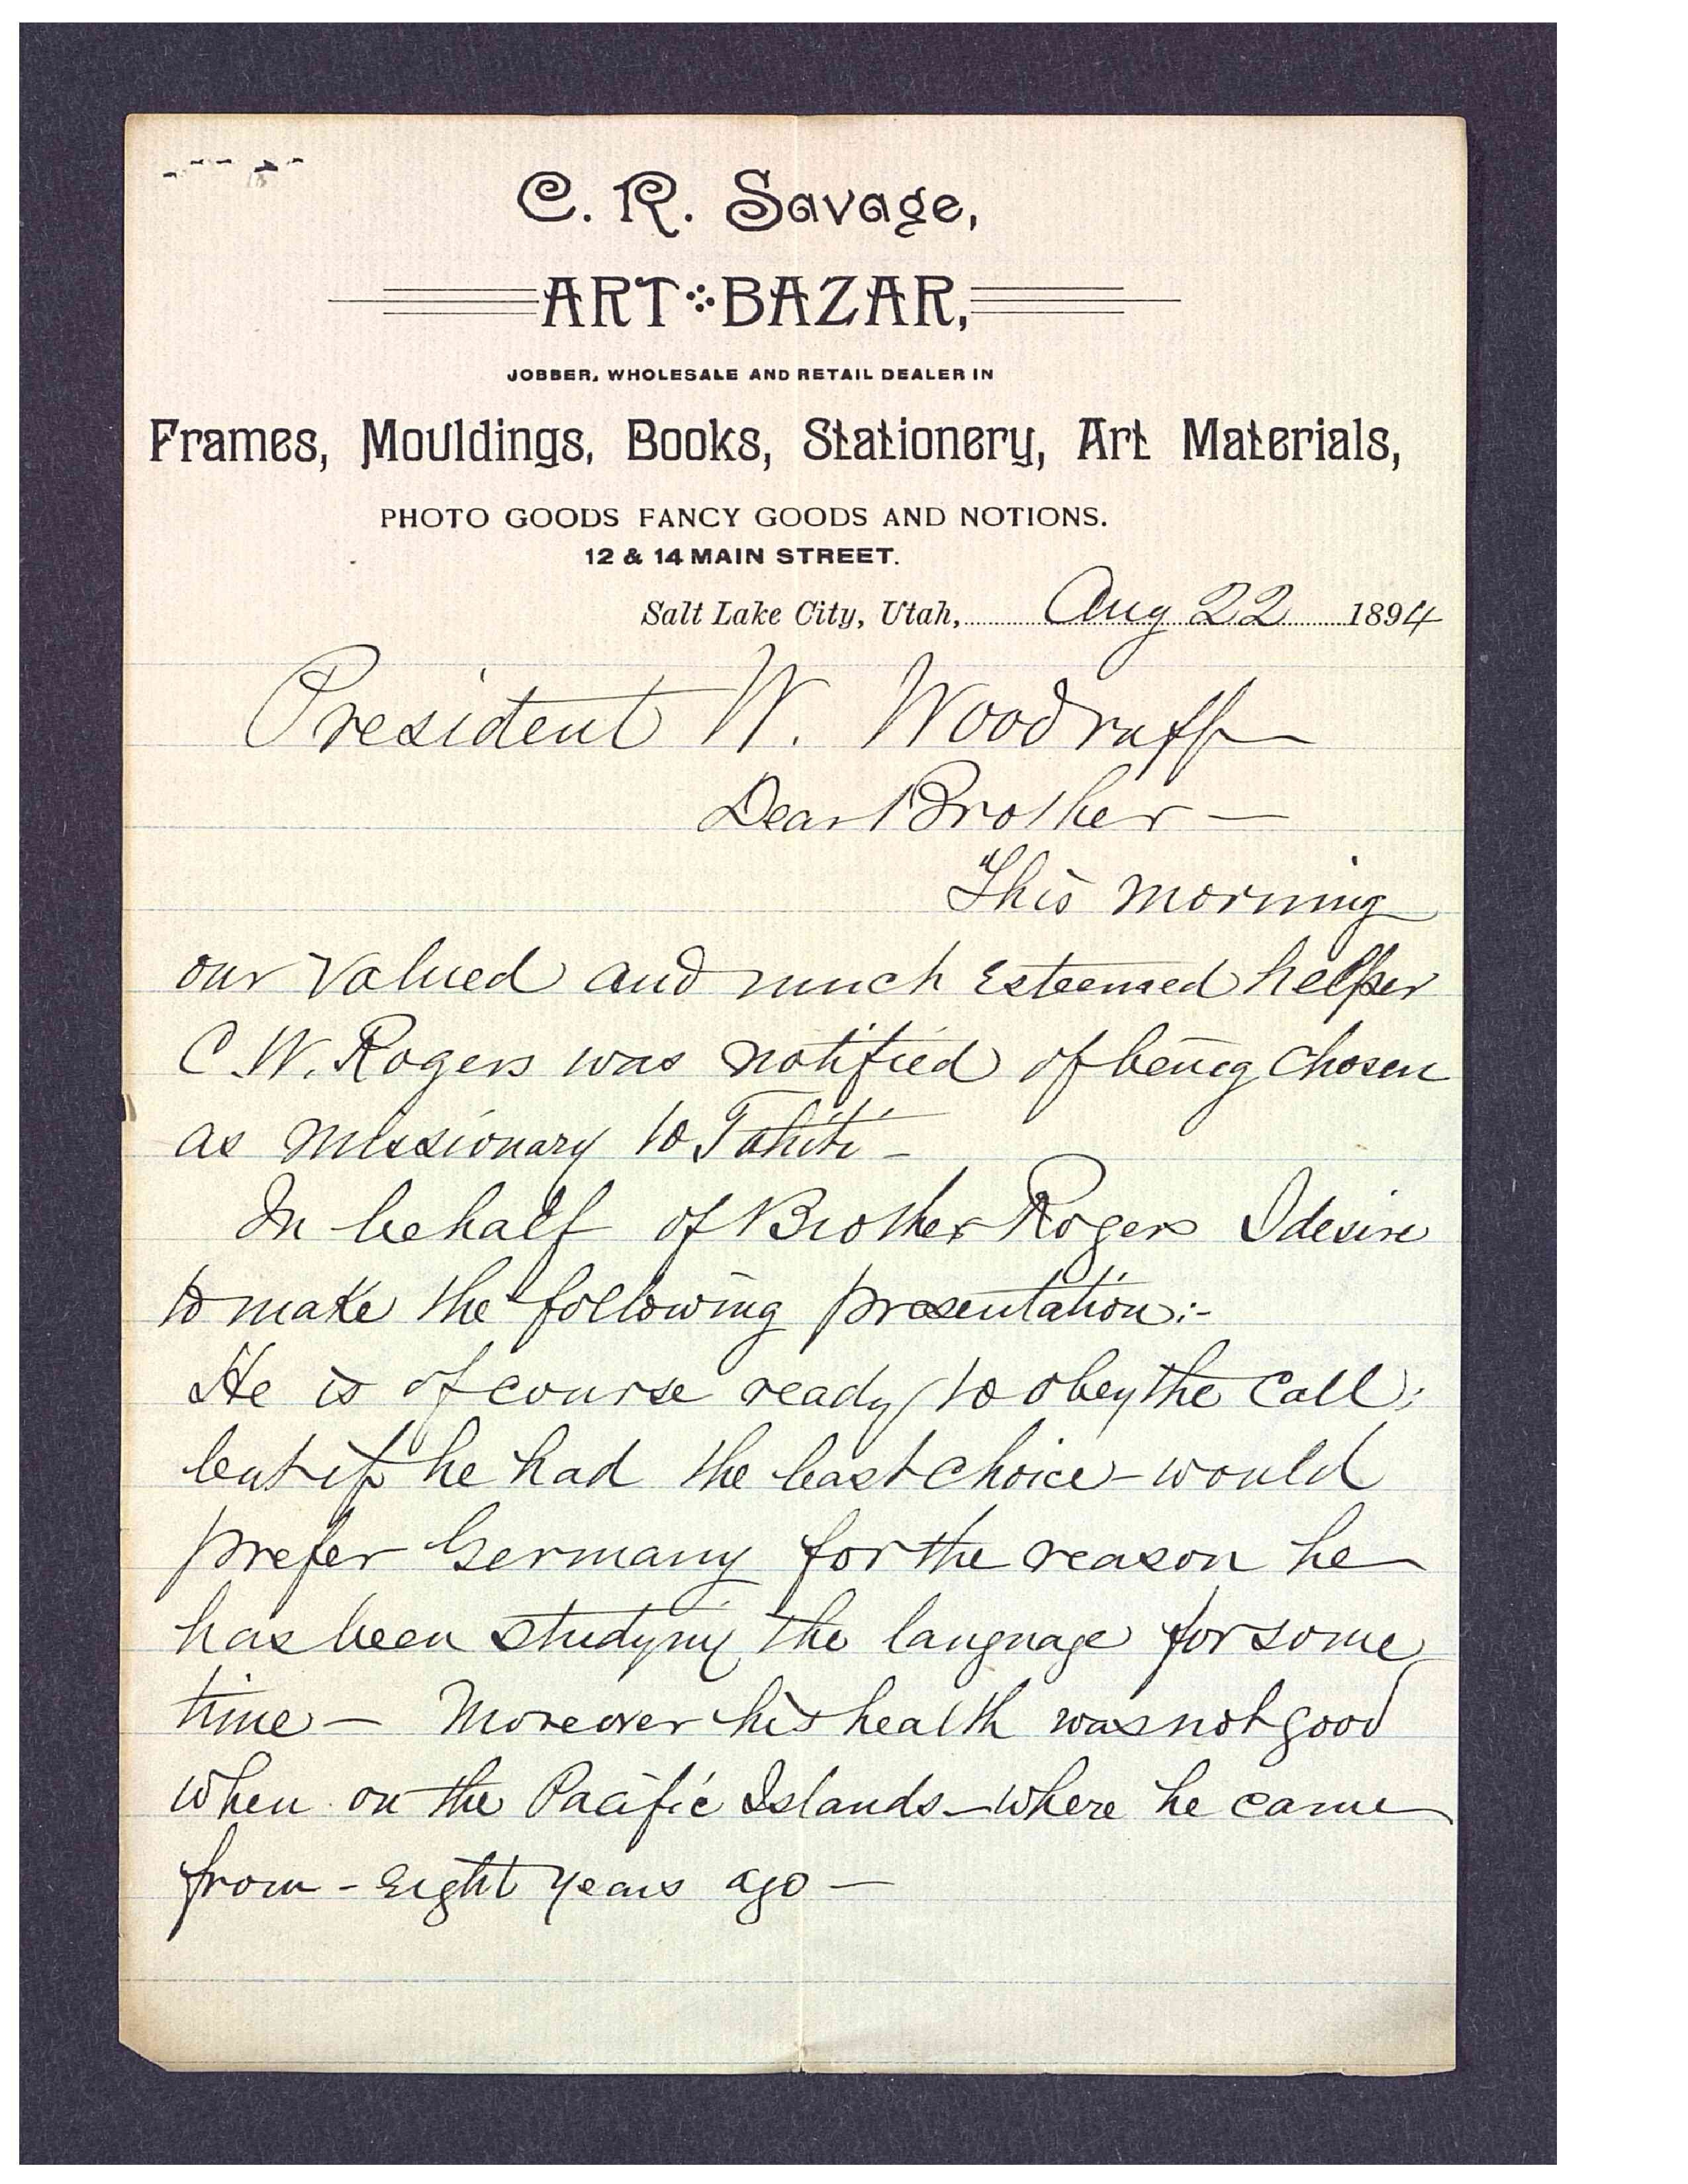 C. R. Savage,
ART BAZAR,
JOBBER, WHOLESALE AND RETAIL DEALER IN
Frames, Mouldings, Books, Stationery, Art Materials,
PHOTO GOODS FANCY GOODS AND NOTIONS.
12 & 14 MAIN STREET.
Salt Lake City, Utah, Aug 22 1894
President W. Woodruff
Dear Brother —
This morning
our valued and much esteemed helper
C. W. Rogers was notified of being chosen
as missionary to Tahiti -
In behalf of Brother Rogers I desire
to make the following presentation:-
He is of course ready to obey the call;
but if he had the least choice - would
prefer Germany for the reason he
has been studying the language for some
time — Moreover his health was not good
when on the Pacific Islands - where he came
from - Eight years ago —